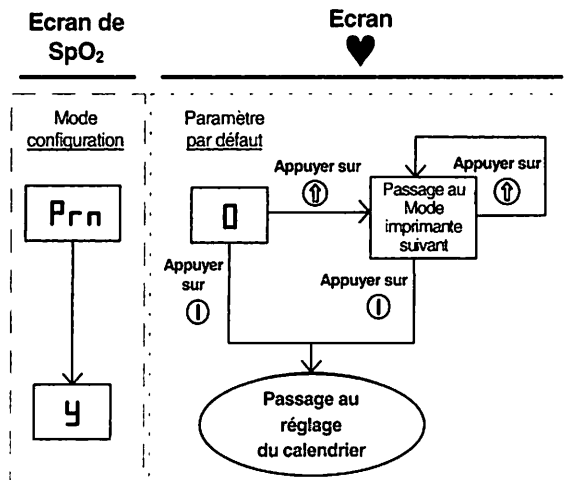 Ecran de
SpO₂
Ecran
Mode
configuration
Paramètre
par défaut
Prn
0
Appuyer sur
Passage au
Mode
imprimante
suivant
Appuyer sur
Appuyer
sur
Appuyer sur
y
Passage au
réglage
du calendrier